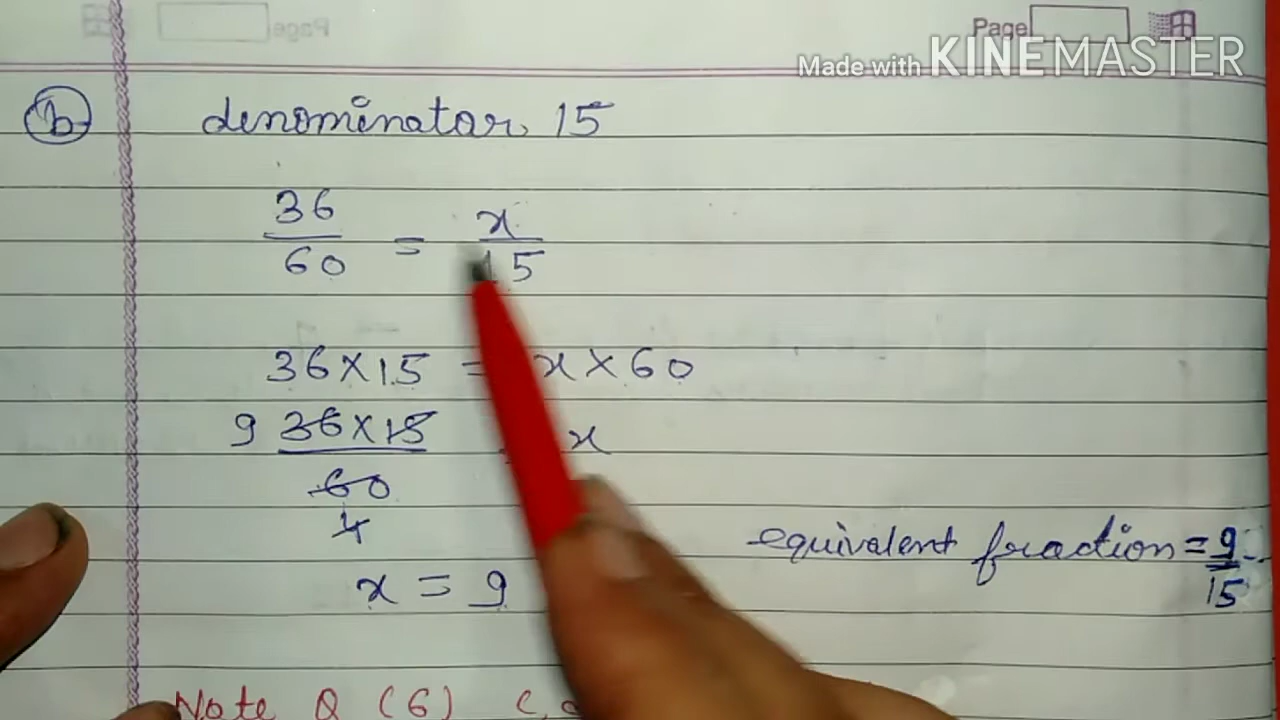 Page
Made with KINEMASTER
b denominator 15
36/60 = x/15
36×15 = x×60
9 36×15/60 x
4
x = 9
equivalent fraction = 9/15
Note Q (6) c,